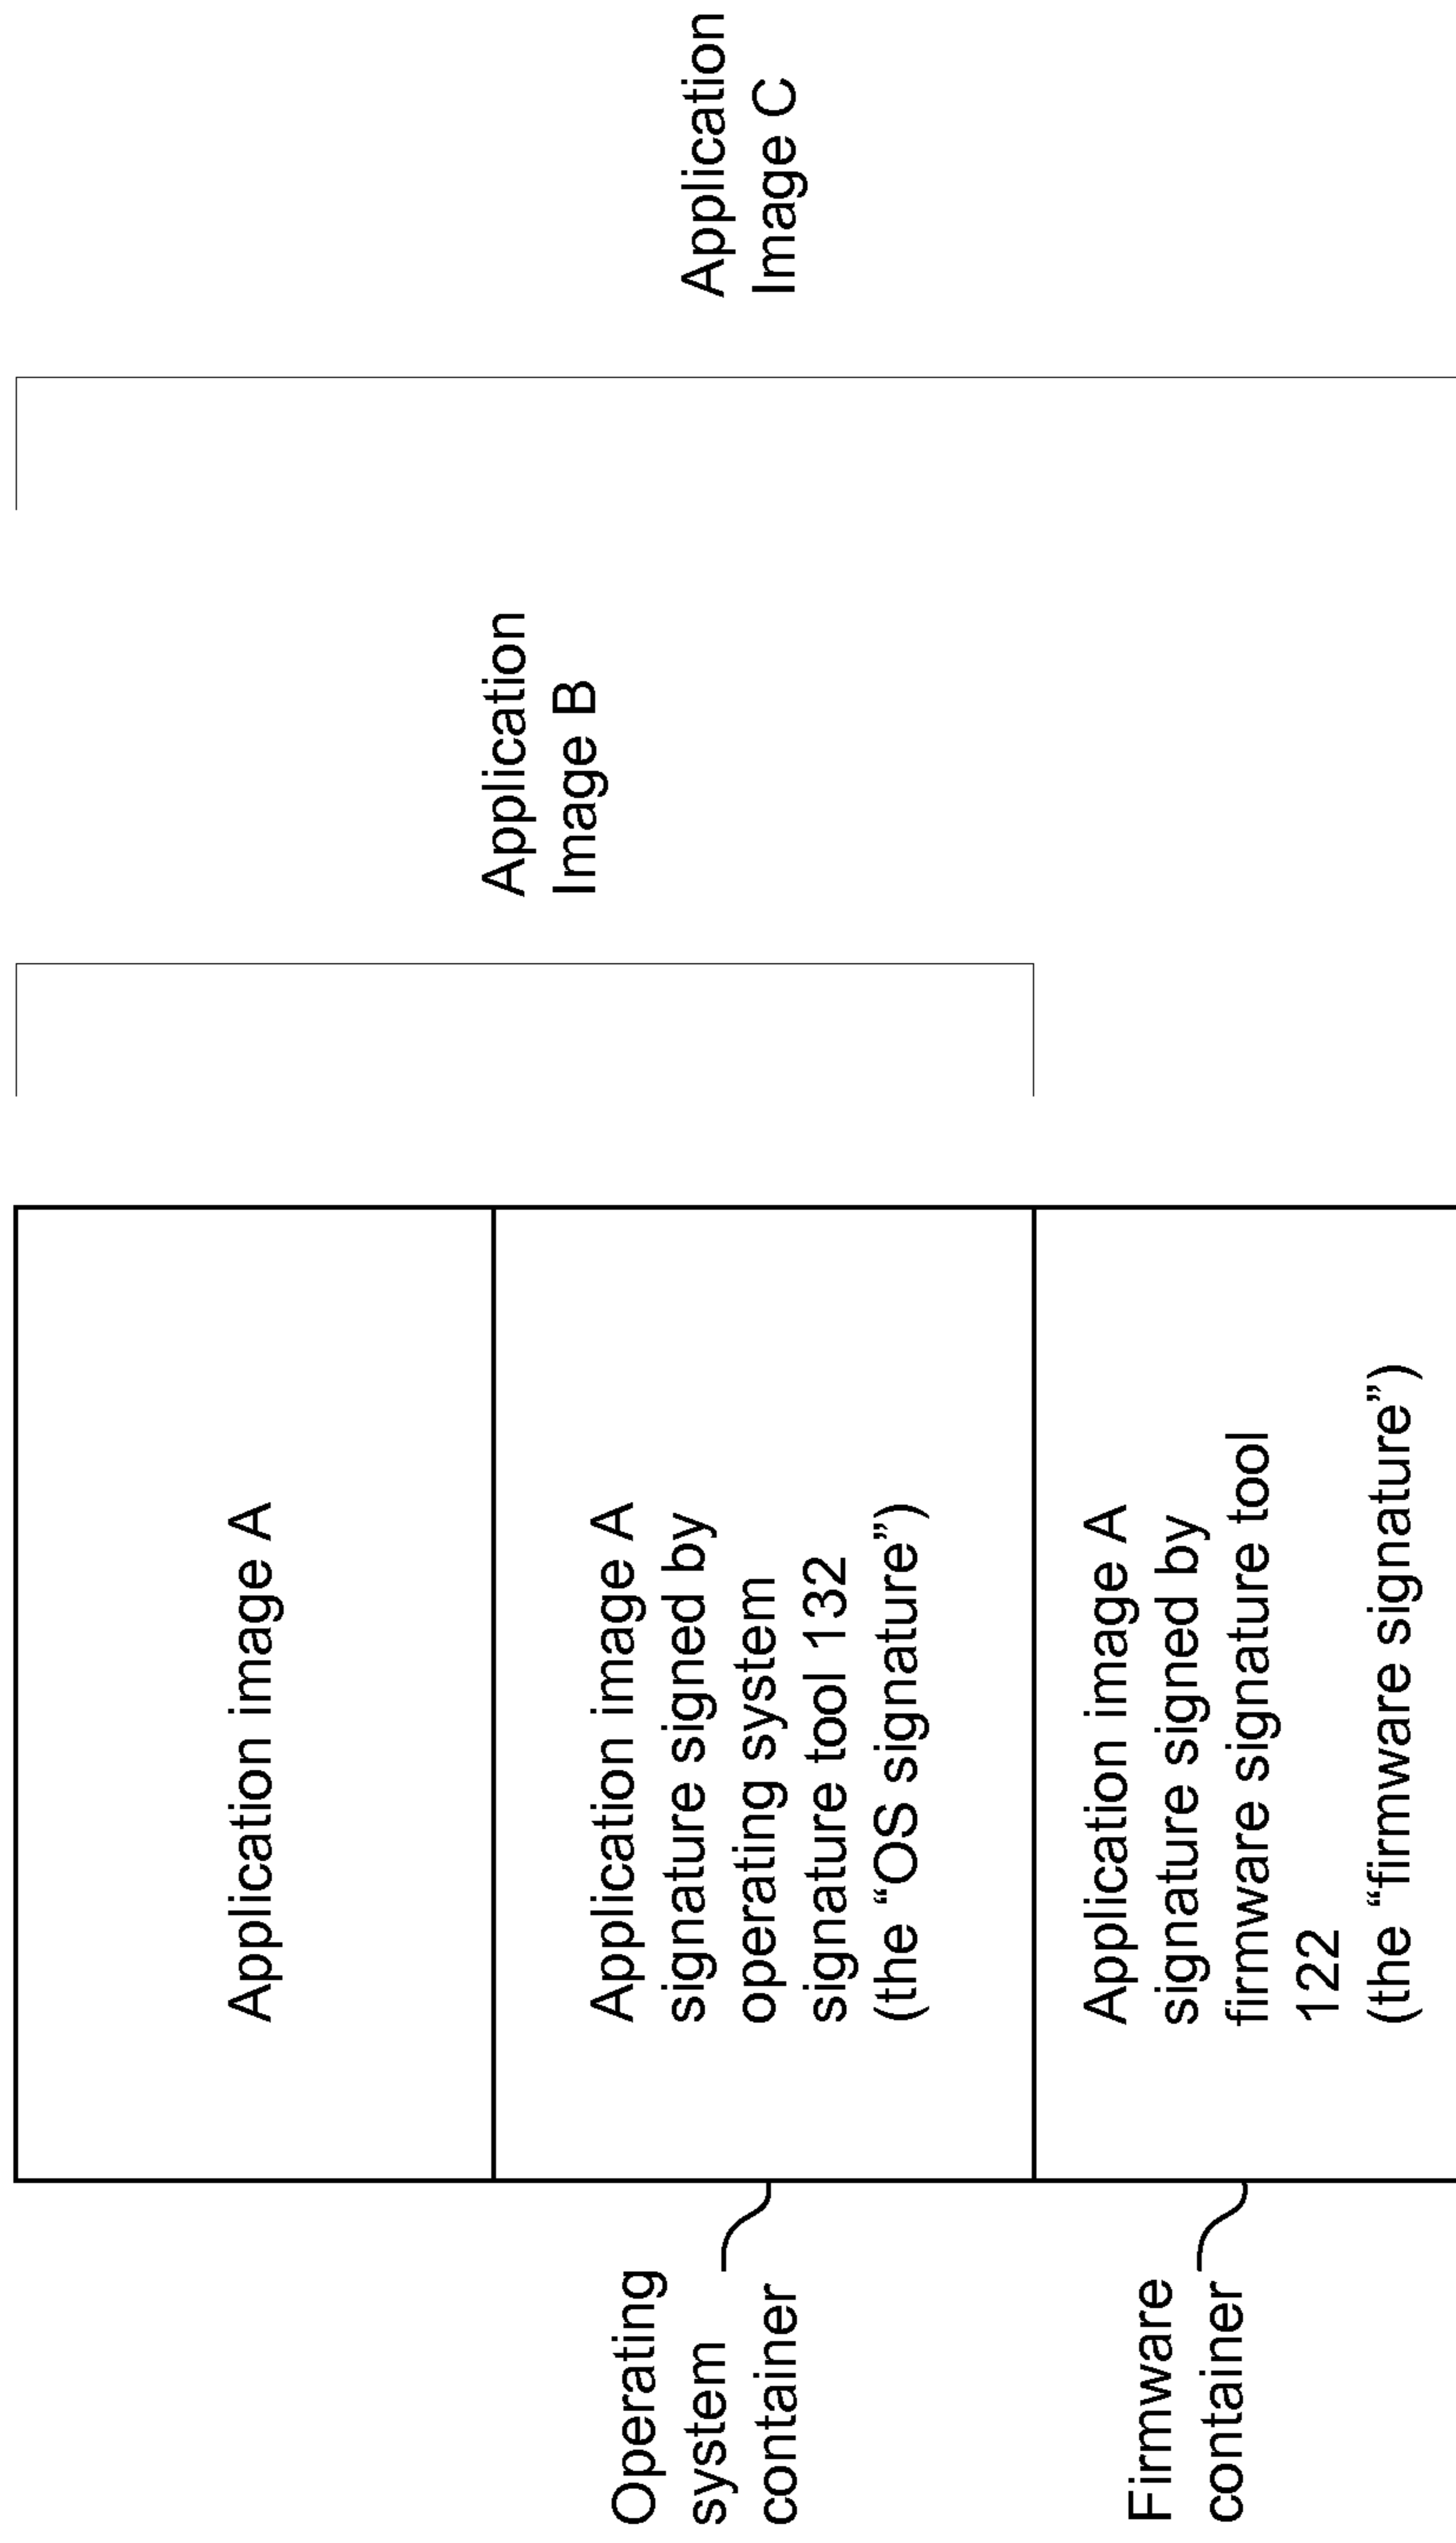 Application image A
Operating
system
container
Application image A
signature signed by
operating system
signature tool 132
(the “OS signature”)
Firmware
container
Application image A
signature signed by
firmware signature tool
122
(the “firmware signature”)
Application
Image B
Application
Image C